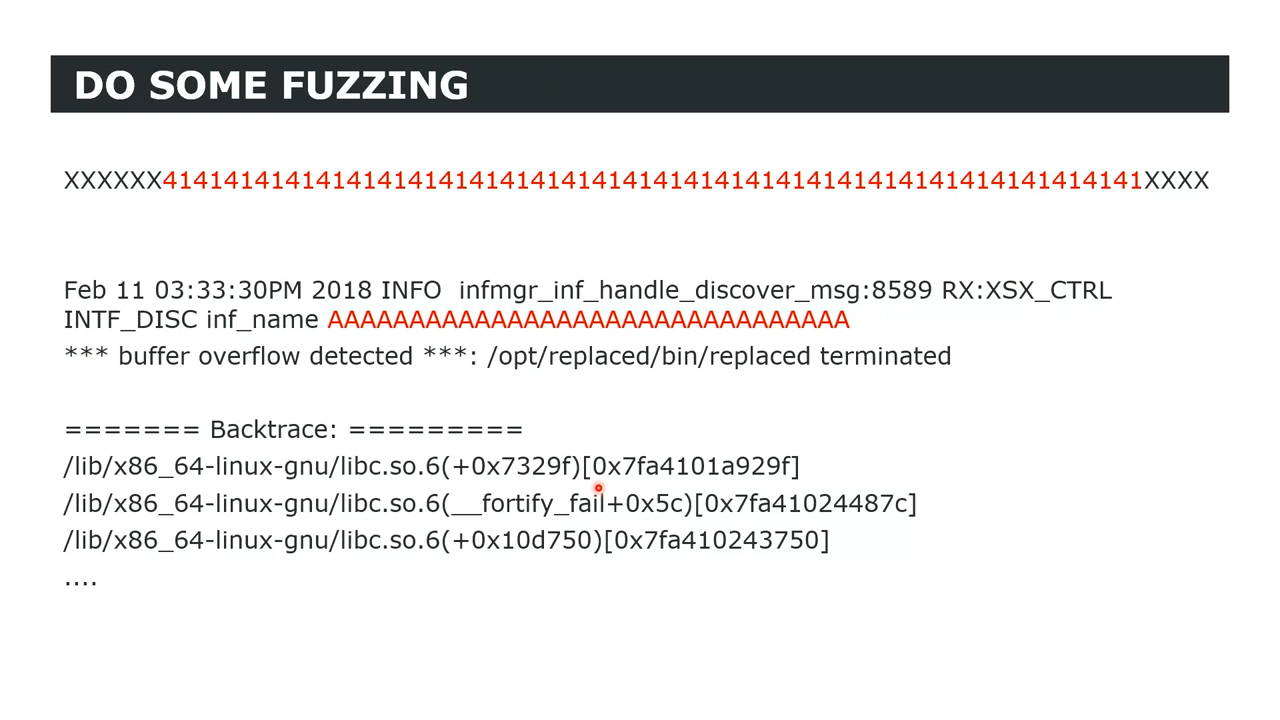 DO SOME FUZZING
XXXXXX4141414141414141414141414141414141414141414141414141414141414141XXXX
Feb 11 03:33:30PM 2018 INFO  infmgr_inf_handle_discover_msg:8589 RX:XSX_CTRL
INTF_DISC inf_name AAAAAAAAAAAAAAAAAAAAAAAAAAAAAAAA
*** buffer overflow detected ***: /opt/replaced/bin/replaced terminated
======= Backtrace: =========
/lib/x86_64-linux-gnu/libc.so.6(+0x7329f)[0x7fa4101a929f]
/lib/x86_64-linux-gnu/libc.so.6(__fortify_fail+0x5c)[0x7fa41024487c]
/lib/x86_64-linux-gnu/libc.so.6(+0x10d750)[0x7fa410243750]
....